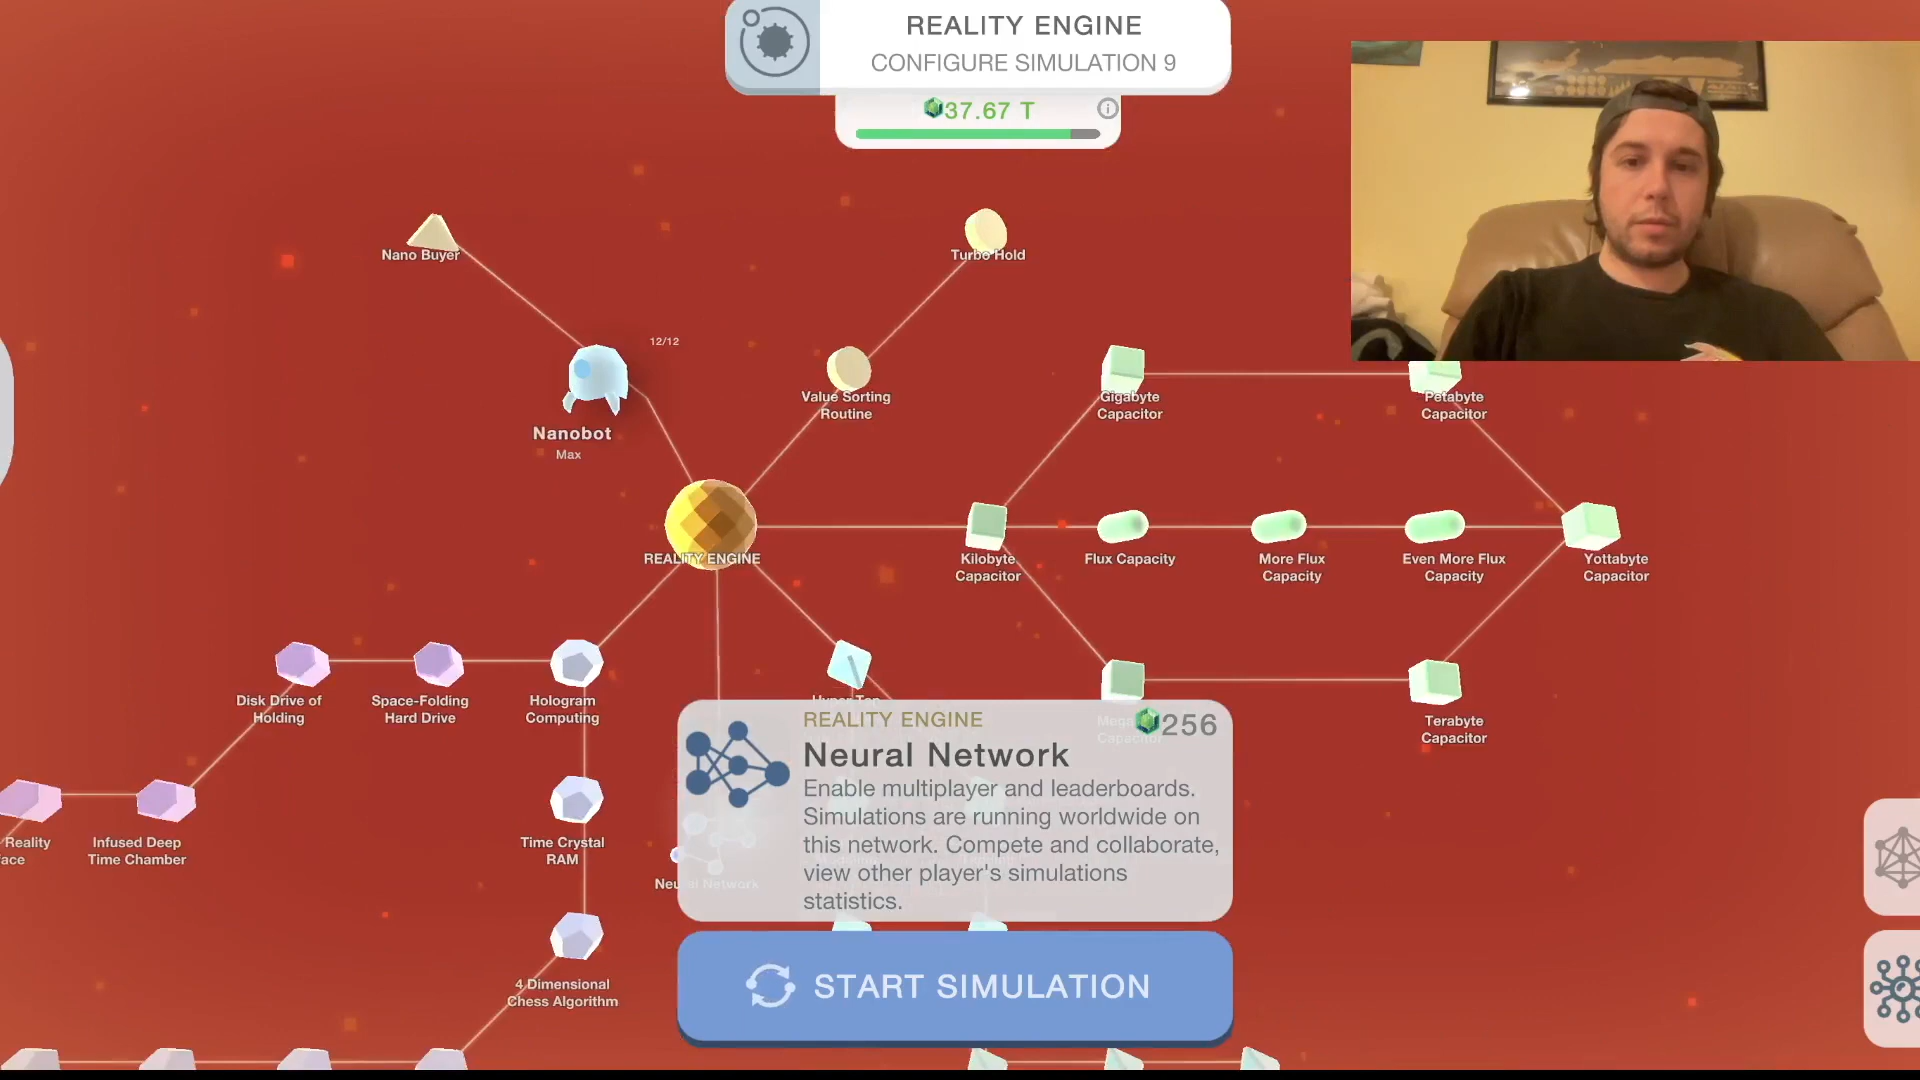 REALITY ENGINE
CONFIGURE SIMULATION 9
37.67 T
Nano Buyer
Turbo Hold
12/12
Nanobot
Max
Value Sorting
Routine
Gigabyte
Capacitor
Petabyte
Capacitor
REALITY ENGINE
Kilobyte
Capacitor
Flux Capacity
More Flux
Capacity
Even More Flux
Capacity
Yottabyte
Capacitor
Disk Drive of
Holding
Space-Folding
Hard Drive
Hologram
Computing
Terabyte
Capacitor
REALITY ENGINE
256
Neural Network
Enable multiplayer and leaderboards.
Simulations are running worldwide on
this network. Compete and collaborate,
view other player's simulations
statistics.
Reality
Infused Deep
Time Chamber
Time Crystal
RAM
Neural Network
4 Dimensional
Chess Algorithm
START SIMULATION